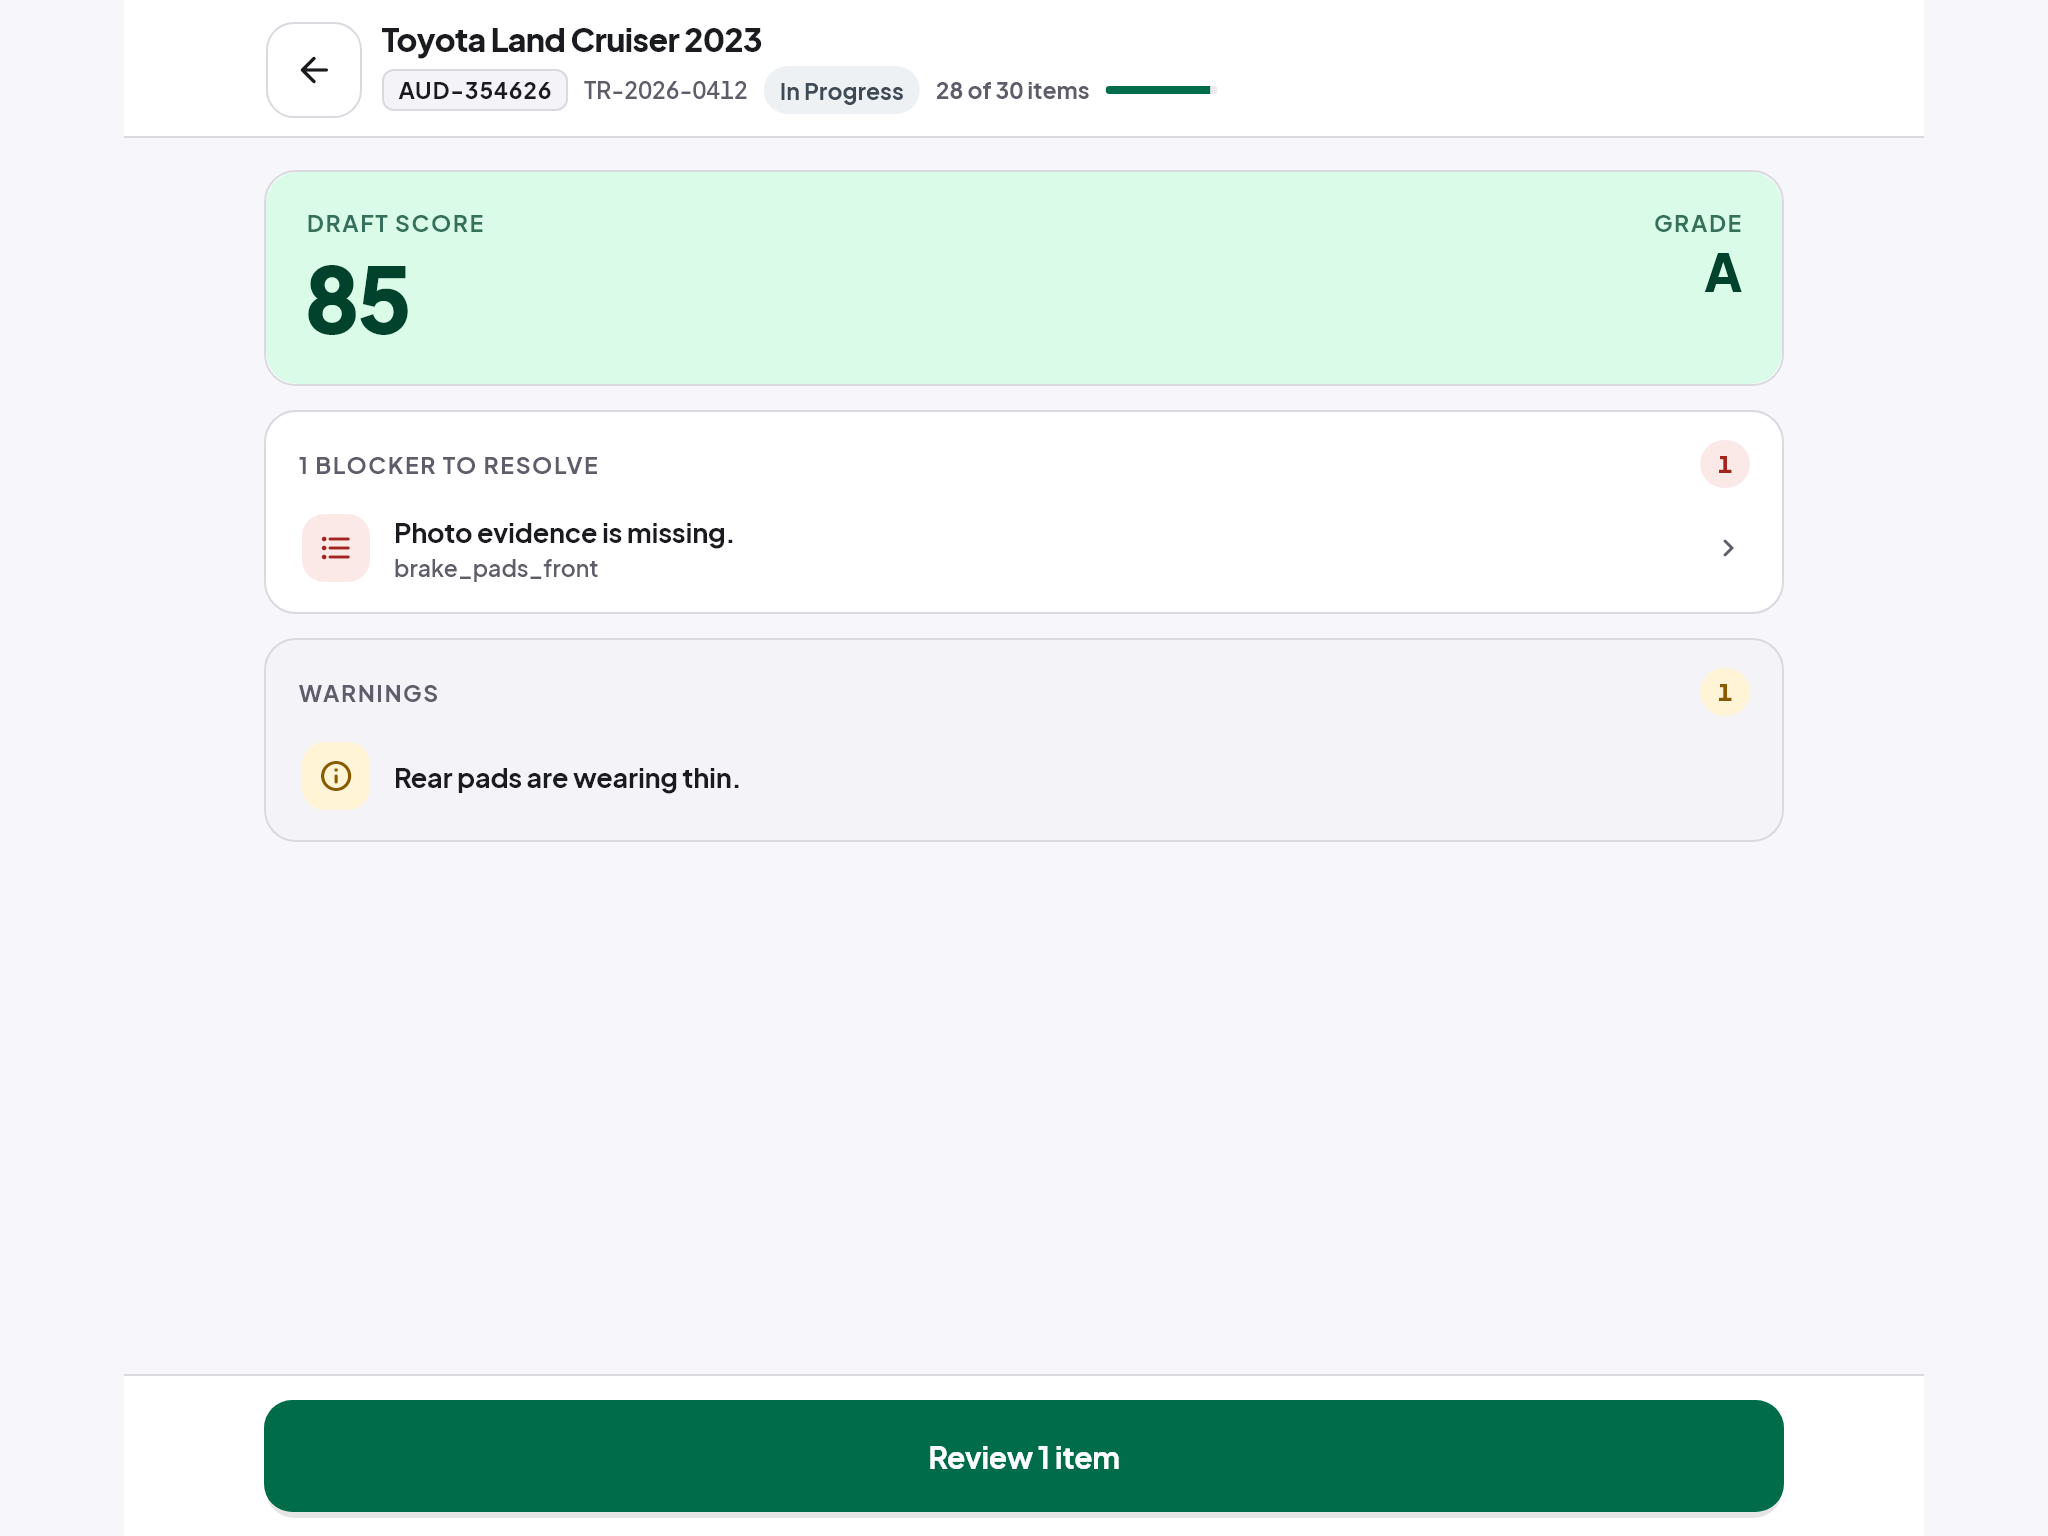 Toyota Land Cruiser 2023
AUD-354626 TR-2026-0412 In Progress 28 of 30 items
DRAFT SCORE
85
GRADE
A
1 BLOCKER TO RESOLVE
1
Photo evidence is missing.
brake_pads_front
WARNINGS
1
Rear pads are wearing thin.
Review 1 item